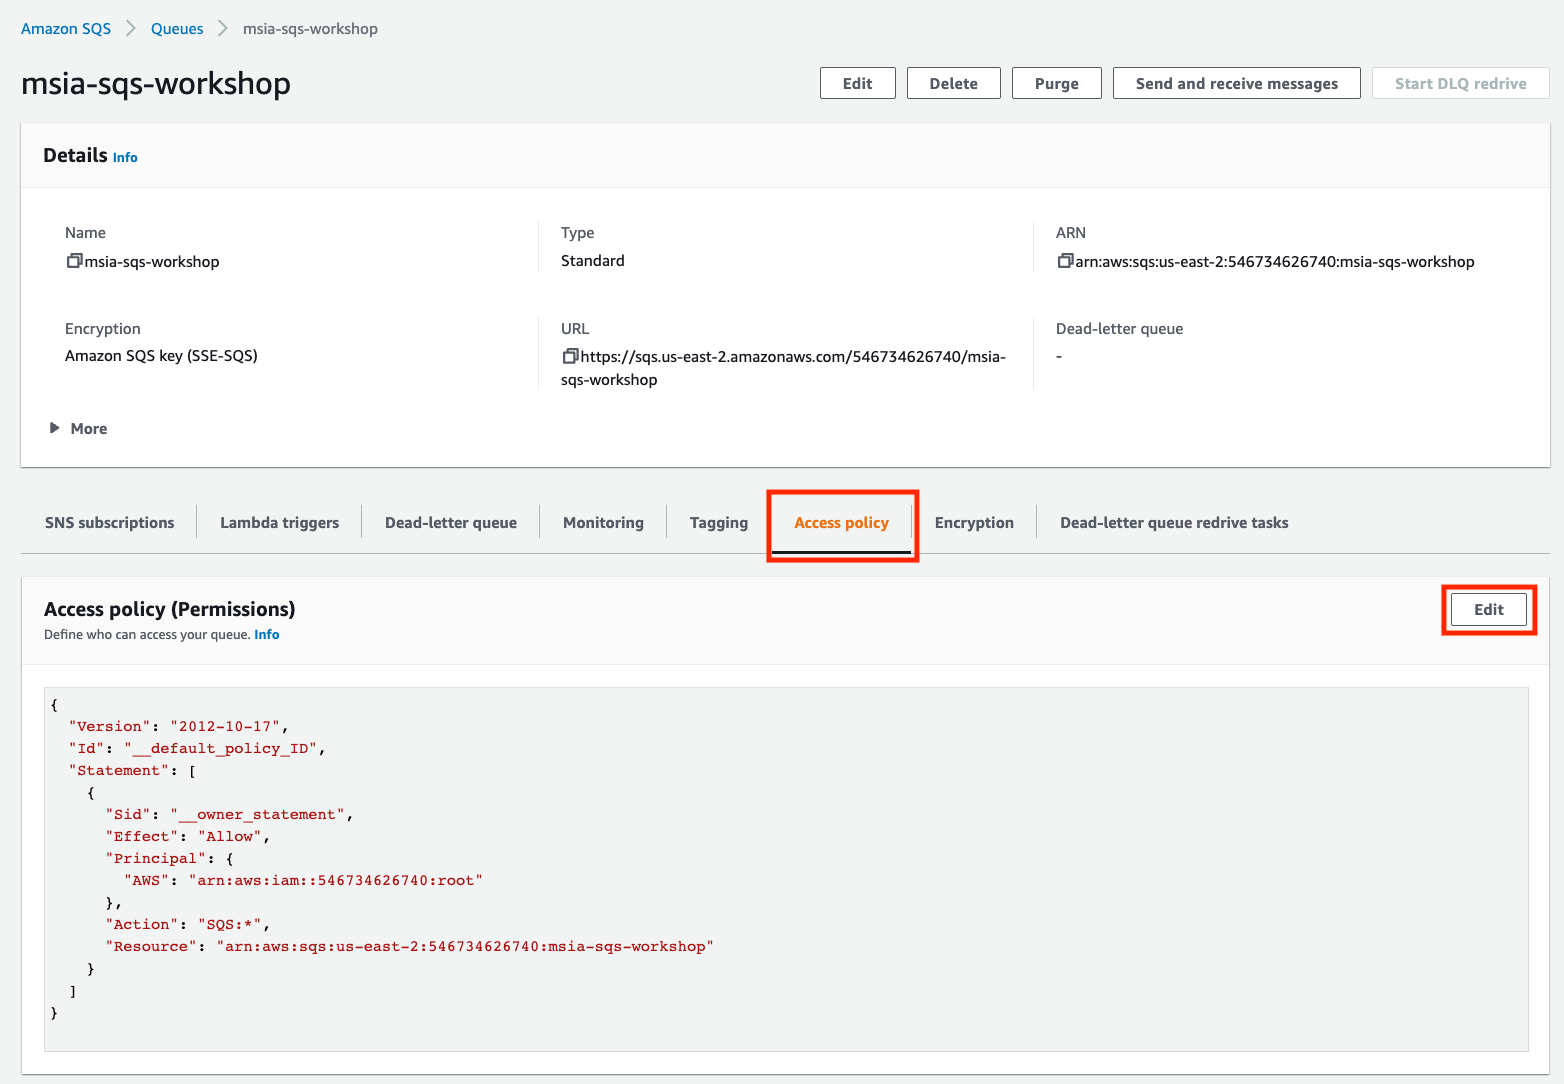 Amazon SQS > Queues > msia-sqs-workshop
msia-sqs-workshop
Edit
Delete
Purge
Send and receive messages
Start DLQ redrive
Details Info
Name
msia-sqs-workshop
Type
Standard
ARN
arn:aws:sqs:us-east-2:546734626740:msia-sqs-workshop
Encryption
Amazon SQS key (SSE-SQS)
URL
https://sqs.us-east-2.amazonaws.com/546734626740/msia-
sqs-workshop
Dead-letter queue
-
More
SNS subscriptions
Lambda triggers
Dead-letter queue
Monitoring
Tagging
Access policy
Encryption
Dead-letter queue redrive tasks
Access policy (Permissions)
Define who can access your queue. Info
Edit
{
  "Version": "2012-10-17",
  "Id": "__default_policy_ID",
  "Statement": [
    {
      "Sid": "__owner_statement",
      "Effect": "Allow",
      "Principal": {
        "AWS": "arn:aws:iam::546734626740:root"
      },
      "Action": "SQS:*",
      "Resource": "arn:aws:sqs:us-east-2:546734626740:msia-sqs-workshop"
    }
  ]
}